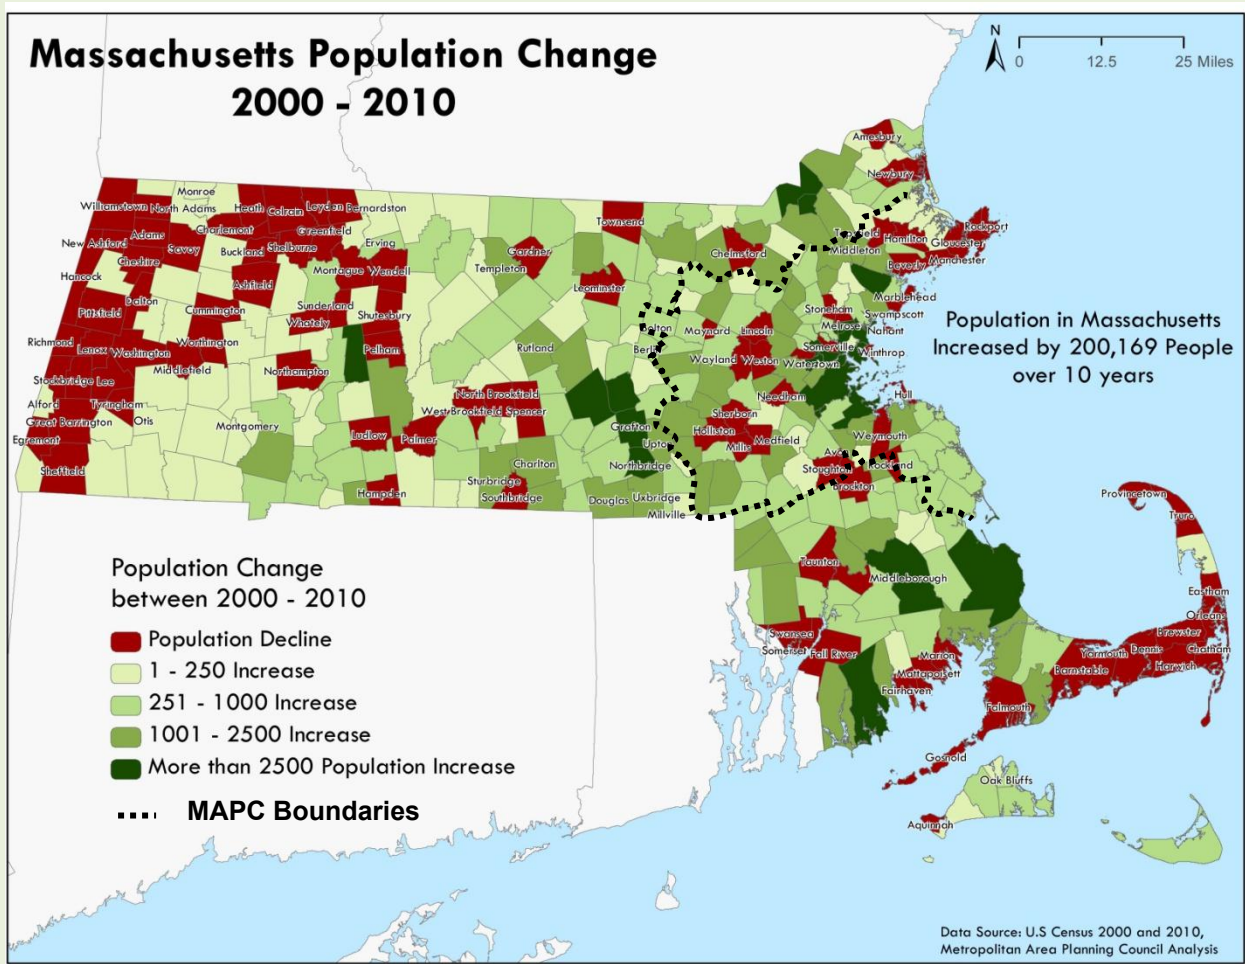 Massachusetts Population Change
2000 - 2010
N
0 12.5 25 Miles
Amesbury
Newbury
Monroe
Williamstown North Adams Heath Colrain Leyden Bernardston
Townsend
Rockport
Adams Charlemont Greenfield
Topsfield Hamilton Gloucester
New Ashford Savoy Buckland Shelburne Erving
Gardner Chelmsford Middleton Manchester
Cheshire
Hancock Montague Wendell Templeton Beverly
Ashfield Leominster
Dalton Sunderland Marblehead
Pittsfield Cummington Shutesbury Stoneham Swampscott
Whately Bolton Maynard Lincoln Melrose Nahant
Richmond Lenox Washington Worthington Pelham Rutland Berlin Wayland Weston Watertown Somerville Winthrop
Middlefield Northampton
Stockbridge Lee North Brookfield Needham Hull
Alford Tyringham West Brookfield Spencer Sherborn
Great Barrington Otis Montgomery Grafton Holliston
Egremont Ludlow Palmer Upto Millis Medfield Weymouth
Avo
Sheffield Charlton Northbridge Stoughton Rockland
Sturbridge Brockton
Hampden Southbridge Douglas Uxbridge
Millville
Population in Massachusetts
Increased by 200,169 People
over 10 years
Provincetown
Truro
Taunton
Middleborough
Eastham
Orleans
Swansea Brewster
Somerset Fall River Marion Yarmouth Dennis Chatham
Mattapoisett Barnstable Harwich
Fairhaven
Falmouth
Gosnold
Oak Bluffs
Aquinnah
Population Change
between 2000 - 2010
Population Decline
1 - 250 Increase
251 - 1000 Increase
1001 - 2500 Increase
More than 2500 Population Increase
MAPC Boundaries
Data Source: U.S Census 2000 and 2010,
Metropolitan Area Planning Council Analysis